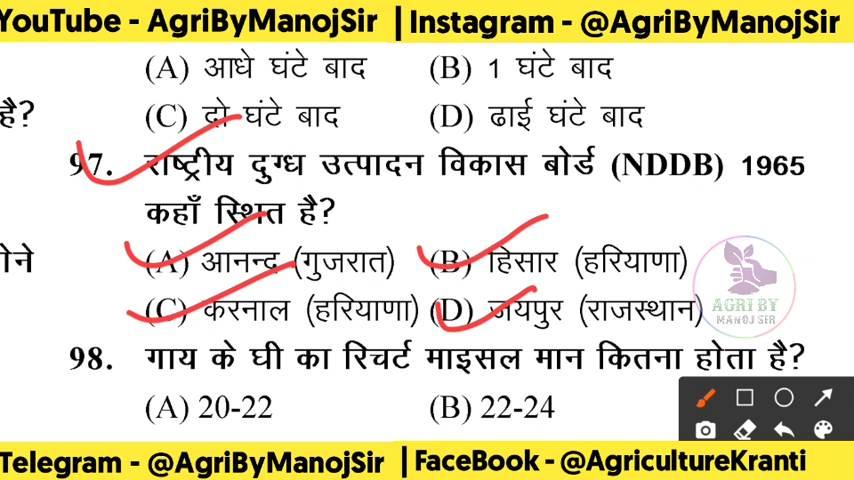 YouTube - AgriByManojSir | Instagram - @AgriByManojSir
(A) आधे घंटे बाद (B) 1 घंटे बाद
है? (C) दो घंटे बाद (D) ढाई घंटे बाद
97. राष्ट्रीय दुग्ध उत्पादन विकास बोर्ड (NDDB) 1965
कहाँ स्थित है?
ोने (A) आनन्द (गुजरात) (B) हिसार (हरियाणा)
(C) करनाल (हरियाणा) (D) जयपुर (राजस्थान)
AGRI BY
MANOJ SIR
98. गाय के घी का रिचर्ट माइसल मान कितना होता है?
(A) 20-22 (B) 22-24
Telegram - @AgriByManojSir | FaceBook - @AgricultureKranti